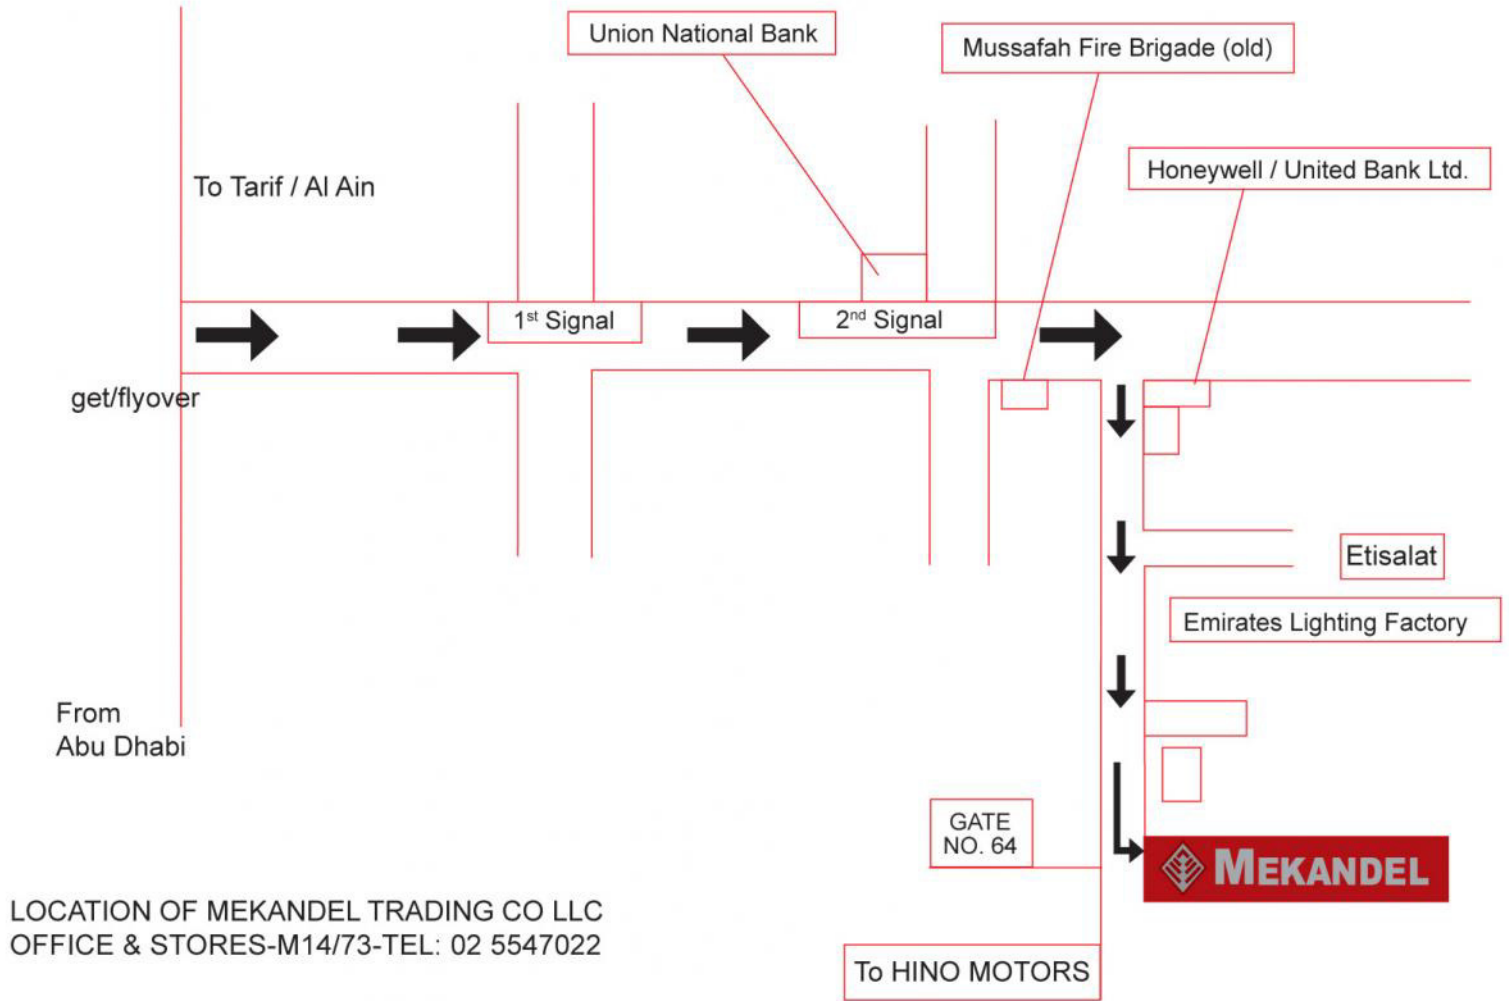 Union National Bank
Mussafah Fire Brigade (old)
Honeywell / United Bank Ltd.
To Tarif / Al Ain
1st Signal
2nd Signal
get/flyover
Etisalat
Emirates Lighting Factory
From
Abu Dhabi
GATE
NO. 64
MEKANDEL
LOCATION OF MEKANDEL TRADING CO LLC
OFFICE & STORES-M14/73-TEL: 02 5547022
To HINO MOTORS